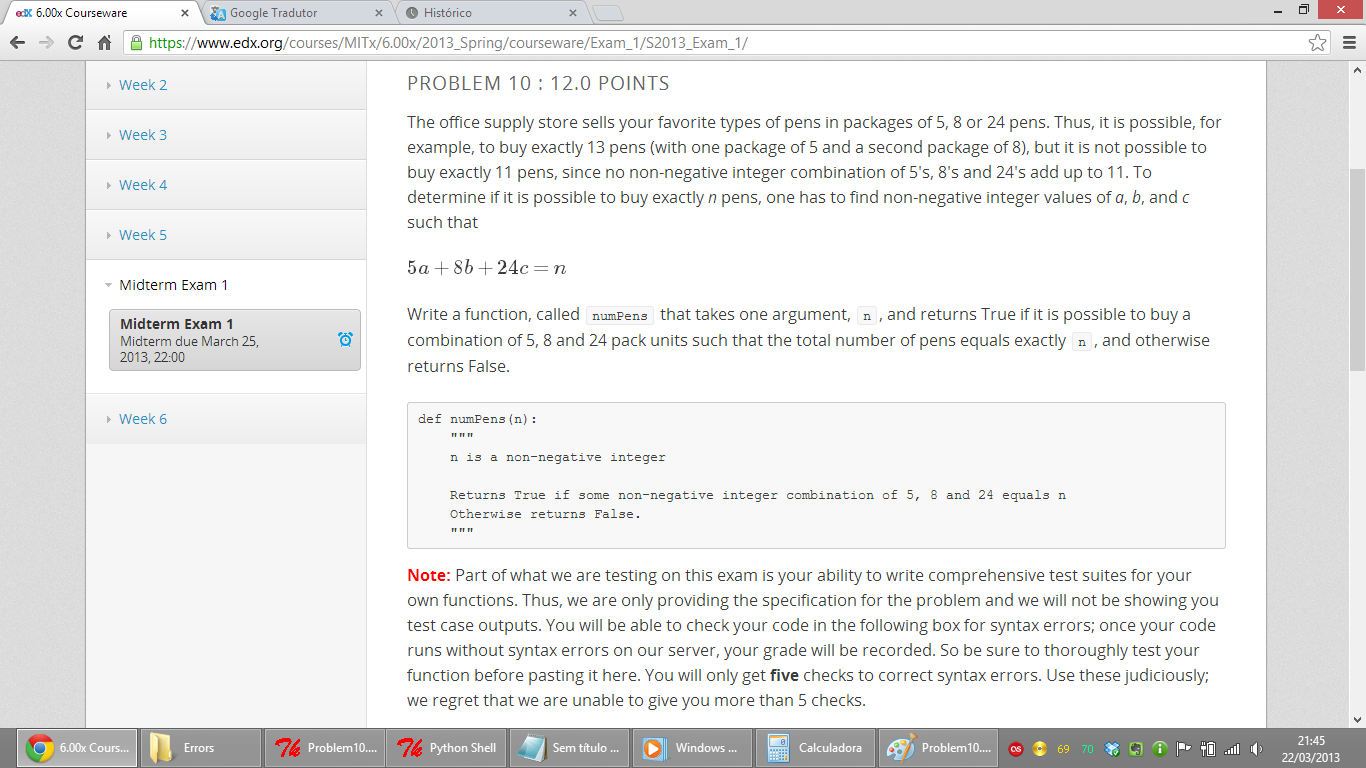 edX 6.00x Courseware
Google Tradutor
Histórico
https://www.edx.org/courses/MITx/6.00x/2013_Spring/courseware/Exam_1/S2013_Exam_1/
Week 2
Week 3
Week 4
Week 5
Midterm Exam 1
Midterm Exam 1
Midterm due March 25,
2013, 22:00
Week 6
PROBLEM 10 : 12.0 POINTS
The office supply store sells your favorite types of pens in packages of 5, 8 or 24 pens. Thus, it is possible, for
example, to buy exactly 13 pens (with one package of 5 and a second package of 8), but it is not possible to
buy exactly 11 pens, since no non-negative integer combination of 5's, 8's and 24's add up to 11. To
determine if it is possible to buy exactly n pens, one has to find non-negative integer values of a, b, and c
such that
5a + 8b + 24c = n
Write a function, called numPens that takes one argument, n , and returns True if it is possible to buy a
combination of 5, 8 and 24 pack units such that the total number of pens equals exactly n , and otherwise
returns False.
def numPens(n):
"""
n is a non-negative integer
Returns True if some non-negative integer combination of 5, 8 and 24 equals n
Otherwise returns False.
"""
Note: Part of what we are testing on this exam is your ability to write comprehensive test suites for your
own functions. Thus, we are only providing the specification for the problem and we will not be showing you
test case outputs. You will be able to check your code in the following box for syntax errors; once your code
runs without syntax errors on our server, your grade will be recorded. So be sure to thoroughly test your
function before pasting it here. You will only get five checks to correct syntax errors. Use these judiciously;
we regret that we are unable to give you more than 5 checks.
6.00x Cours...
Errors
Problem10....
Python Shell
Sem título ...
Windows ...
Calculadora
Problem10....
69
70
21:45
22/03/2013